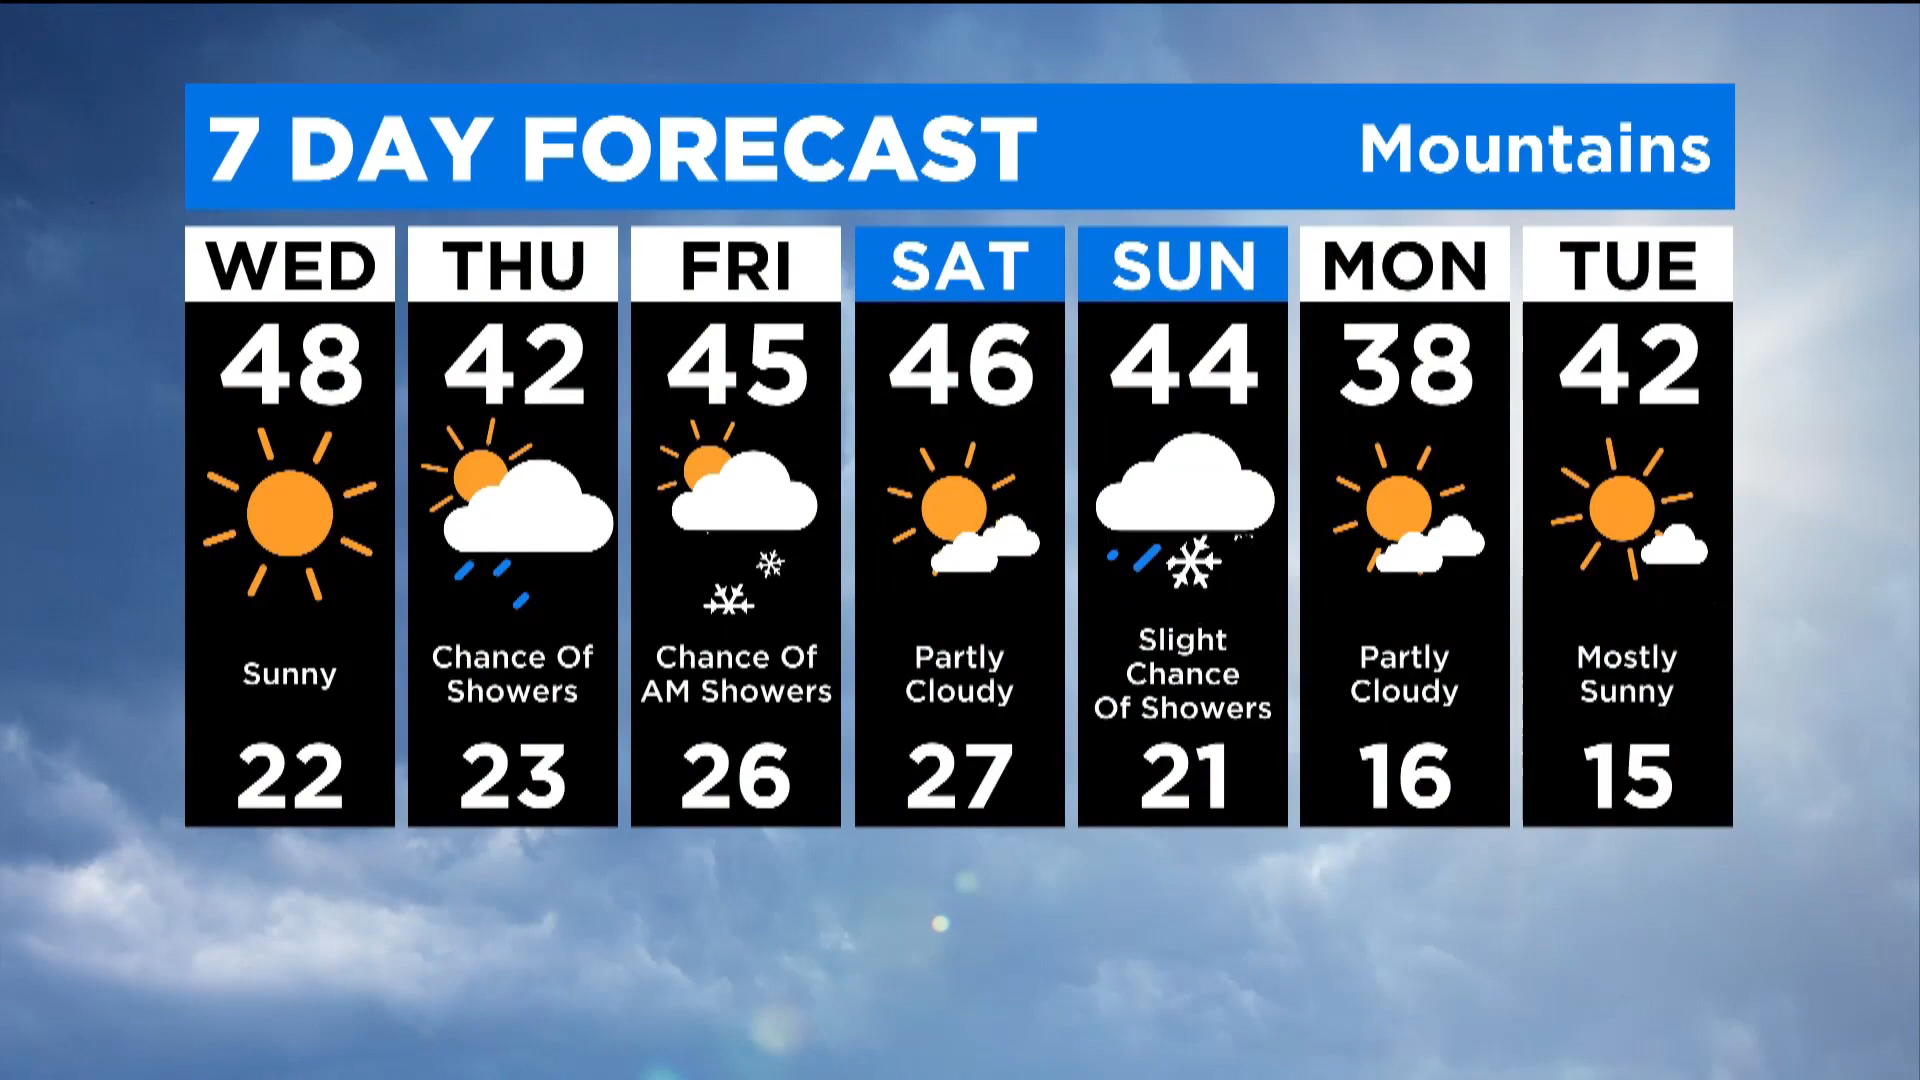 7 DAY FORECAST
Mountains
WED
48
Sunny
22
THU
42
Chance Of
Showers
23
FRI
45
Chance Of
AM Showers
26
SAT
46
Partly
Cloudy
27
SUN
44
Slight
Chance
Of Showers
21
MON
38
Partly
Cloudy
16
TUE
42
Mostly
Sunny
15